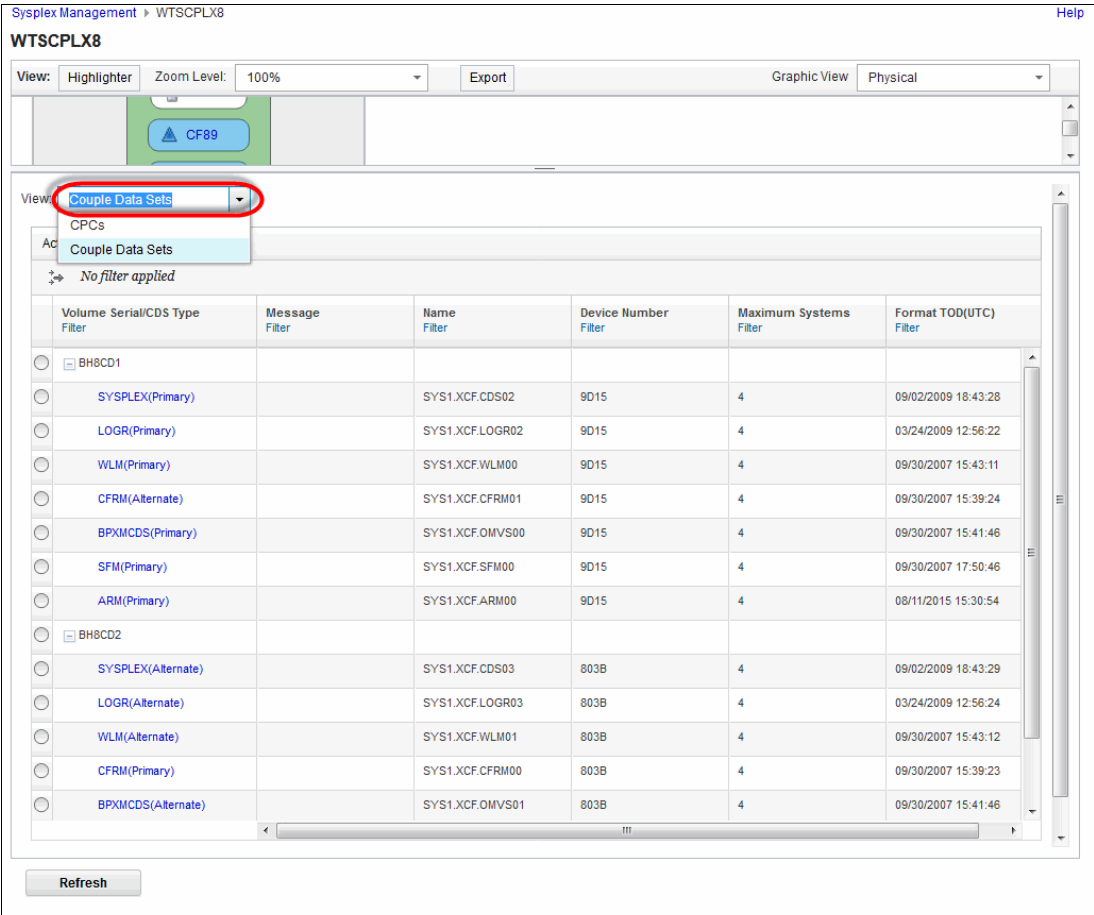 Sysplex Management ▸ WTSCPLX8 Help
WTSCPLX8
View: Highlighter Zoom Level: 100% Export Graphic View Physical
CF89
View: Couple Data Sets
CPCs
Ac
Couple Data Sets
No filter applied
Volume Serial/CDS Type Message Name Device Number Maximum Systems Format TOD(UTC)
Filter Filter Filter Filter Filter Filter
BH8CD1
SYSPLEX(Primary) SYS1.XCF.CDS02 9D15 4 09/02/2009 18:43:28
LOGR(Primary) SYS1.XCF.LOGR02 9D15 4 03/24/2009 12:56:22
WLM(Primary) SYS1.XCF.WLM00 9D15 4 09/30/2007 15:43:11
CFRM(Alternate) SYS1.XCF.CFRM01 9D15 4 09/30/2007 15:39:24
BPXMCDS(Primary) SYS1.XCF.OMVS00 9D15 4 09/30/2007 15:41:46
SFM(Primary) SYS1.XCF.SFM00 9D15 4 09/30/2007 17:50:46
ARM(Primary) SYS1.XCF.ARM00 9D15 4 08/11/2015 15:30:54
BH8CD2
SYSPLEX(Alternate) SYS1.XCF.CDS03 803B 4 09/02/2009 18:43:29
LOGR(Alternate) SYS1.XCF.LOGR03 803B 4 03/24/2009 12:56:24
WLM(Alternate) SYS1.XCF.WLM01 803B 4 09/30/2007 15:43:12
CFRM(Primary) SYS1.XCF.CFRM00 803B 4 09/30/2007 15:39:23
BPXMCDS(Alternate) SYS1.XCF.OMVS01 803B 4 09/30/2007 15:41:46
Refresh